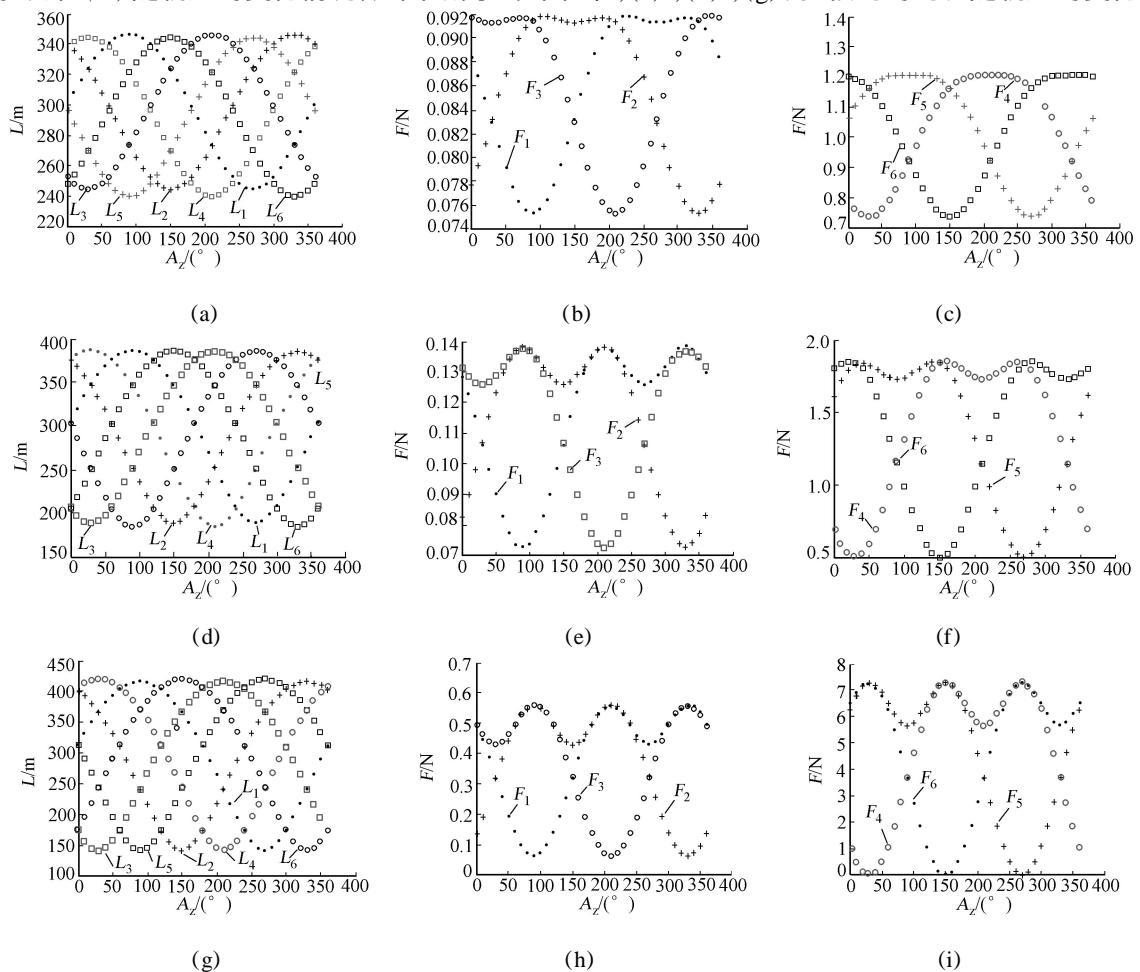 L/m
340
320
300
280
260
240
220
L3
L5
L2
L4
L1
L6
0 50 100 150 200 250 300 350 400
Az/(° )
(a)
F/N
0.092
0.09
0.088
0.086
0.084
0.082
0.080
0.078
0.076
0.074
F3
F2
F1
0 50 100 150 200 250 300 350 400
Az/(° )
(b)
F/N
1.4
1.3
1.2
1.1
1.0
0.9
0.8
0.7
F5
F4
F6
0 50 100 150 200 250 300 350 400
Az/(° )
(c)
L/m
400
350
300
250
200
150
L5
L3
L2
L4
L1
L6
0 50 100 150 200 250 300 350 400
Az/(° )
(d)
F/N
0.14
0.13
0.12
0.11
0.10
0.09
0.08
0.07
F2
F3
F1
0 50 100 150 200 250 300 350 400
Az/(° )
(e)
F/N
2.0
1.5
1.0
0.5
F6
F5
F4
0 50 100 150 200 250 300 350 400
Az/(° )
(f)
L/m
450
400
350
300
250
200
150
100
L1
L3
L5
L2
L4
L6
0 50 100 150 200 250 300 350 400
Az/(° )
(g)
F/N
0.7
0.6
0.5
0.4
0.3
0.2
0.1
0
F1
F3
F2
0 50 100 150 200 250 300 350 400
Az/(° )
(h)
F/N
8
7
6
5
4
3
2
1
0
F6
F4
F5
0 50 100 150 200 250 300 350 400
Az/(° )
(i)